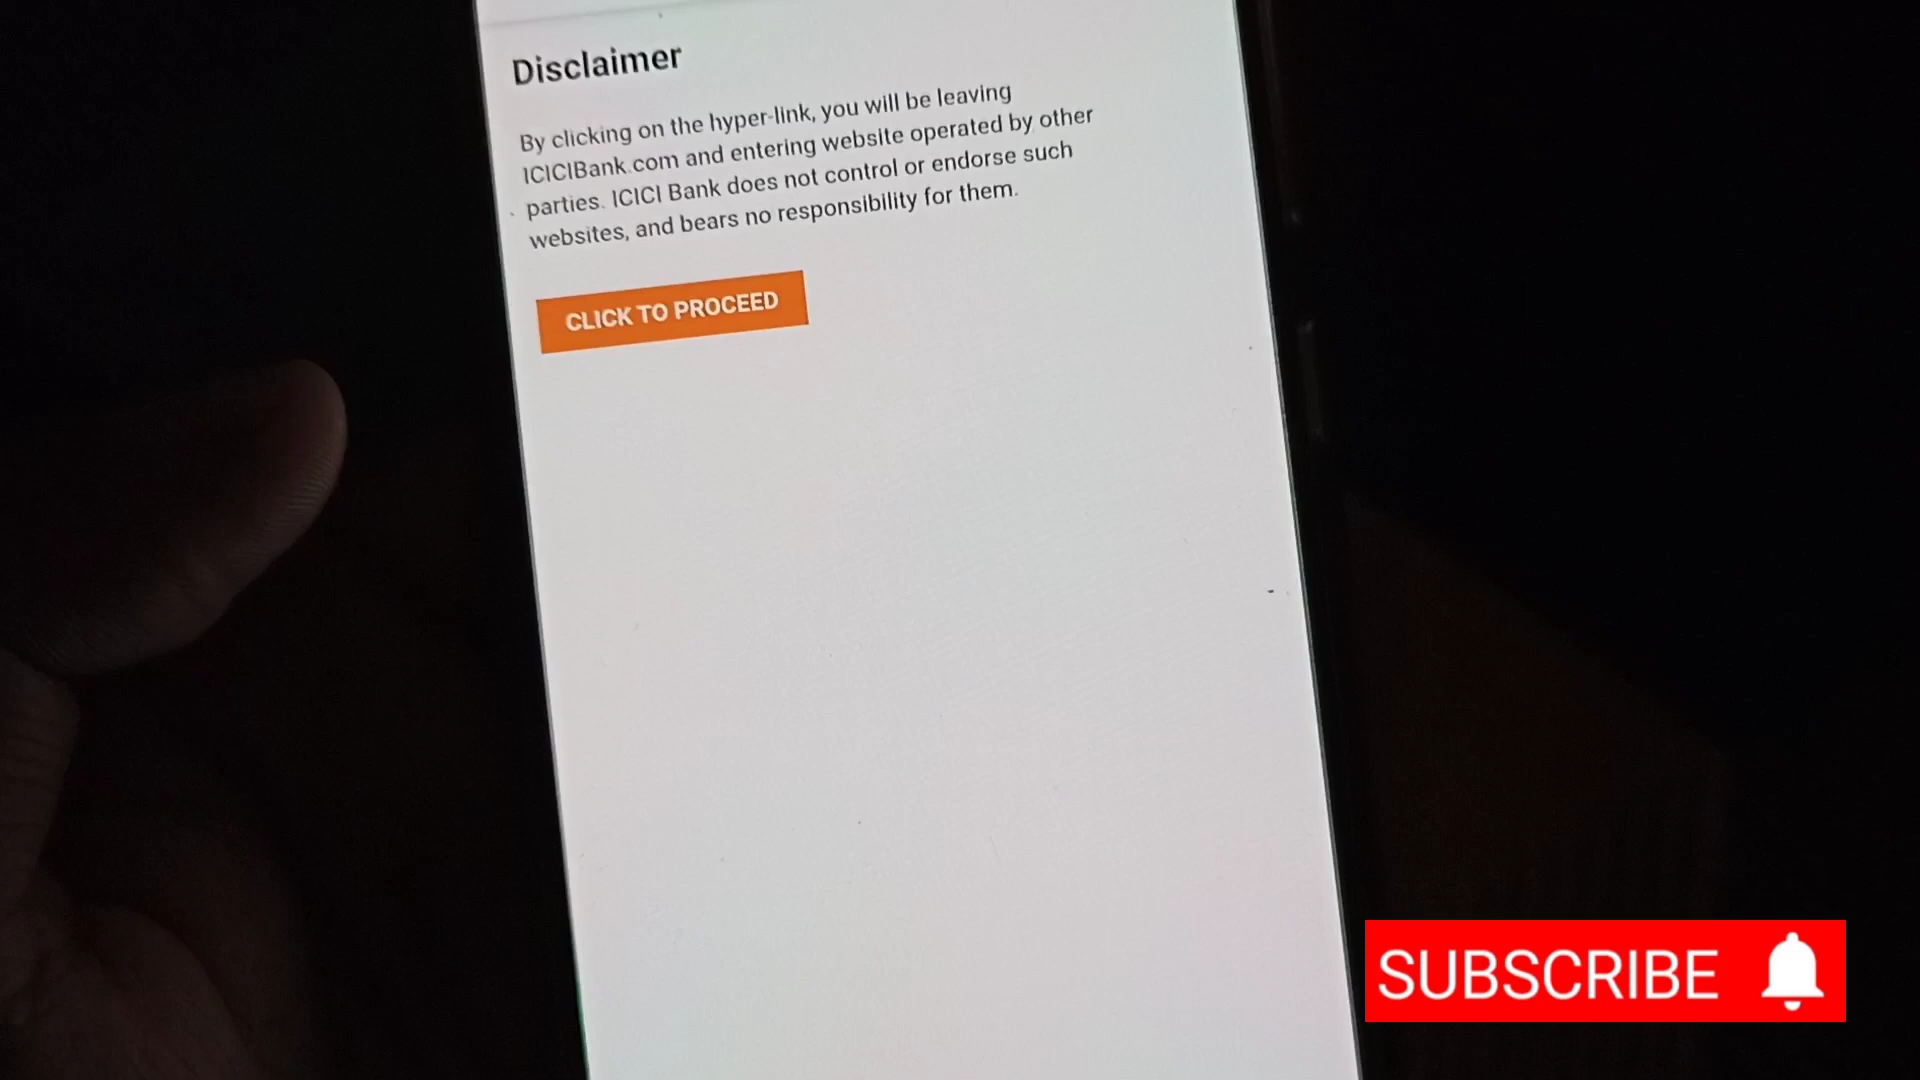 Disclaimer
By clicking on the hyper-link, you will be leaving
ICICIBank.com and entering website operated by other
parties. ICICI Bank does not control or endorse such
websites, and bears no responsibility for them.
CLICK TO PROCEED
SUBSCRIBE